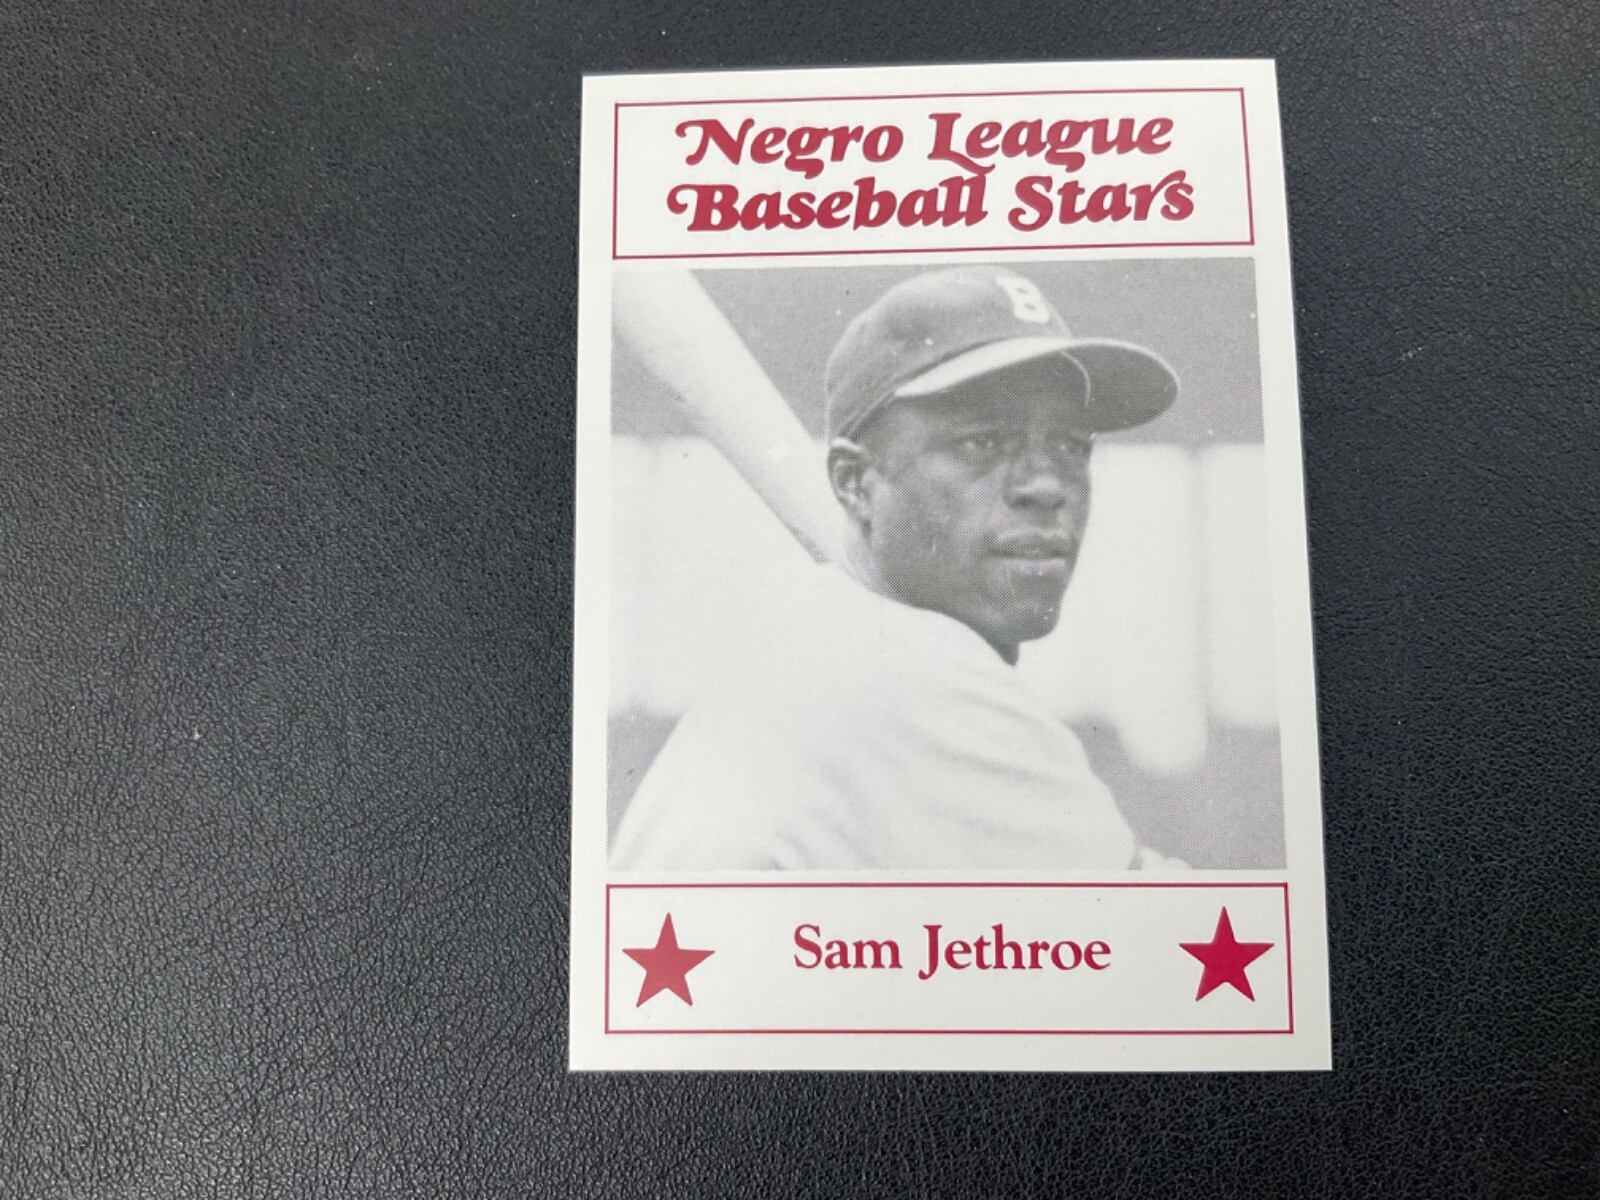 Negro League
Baseball Stars
B
Sam Jethroe